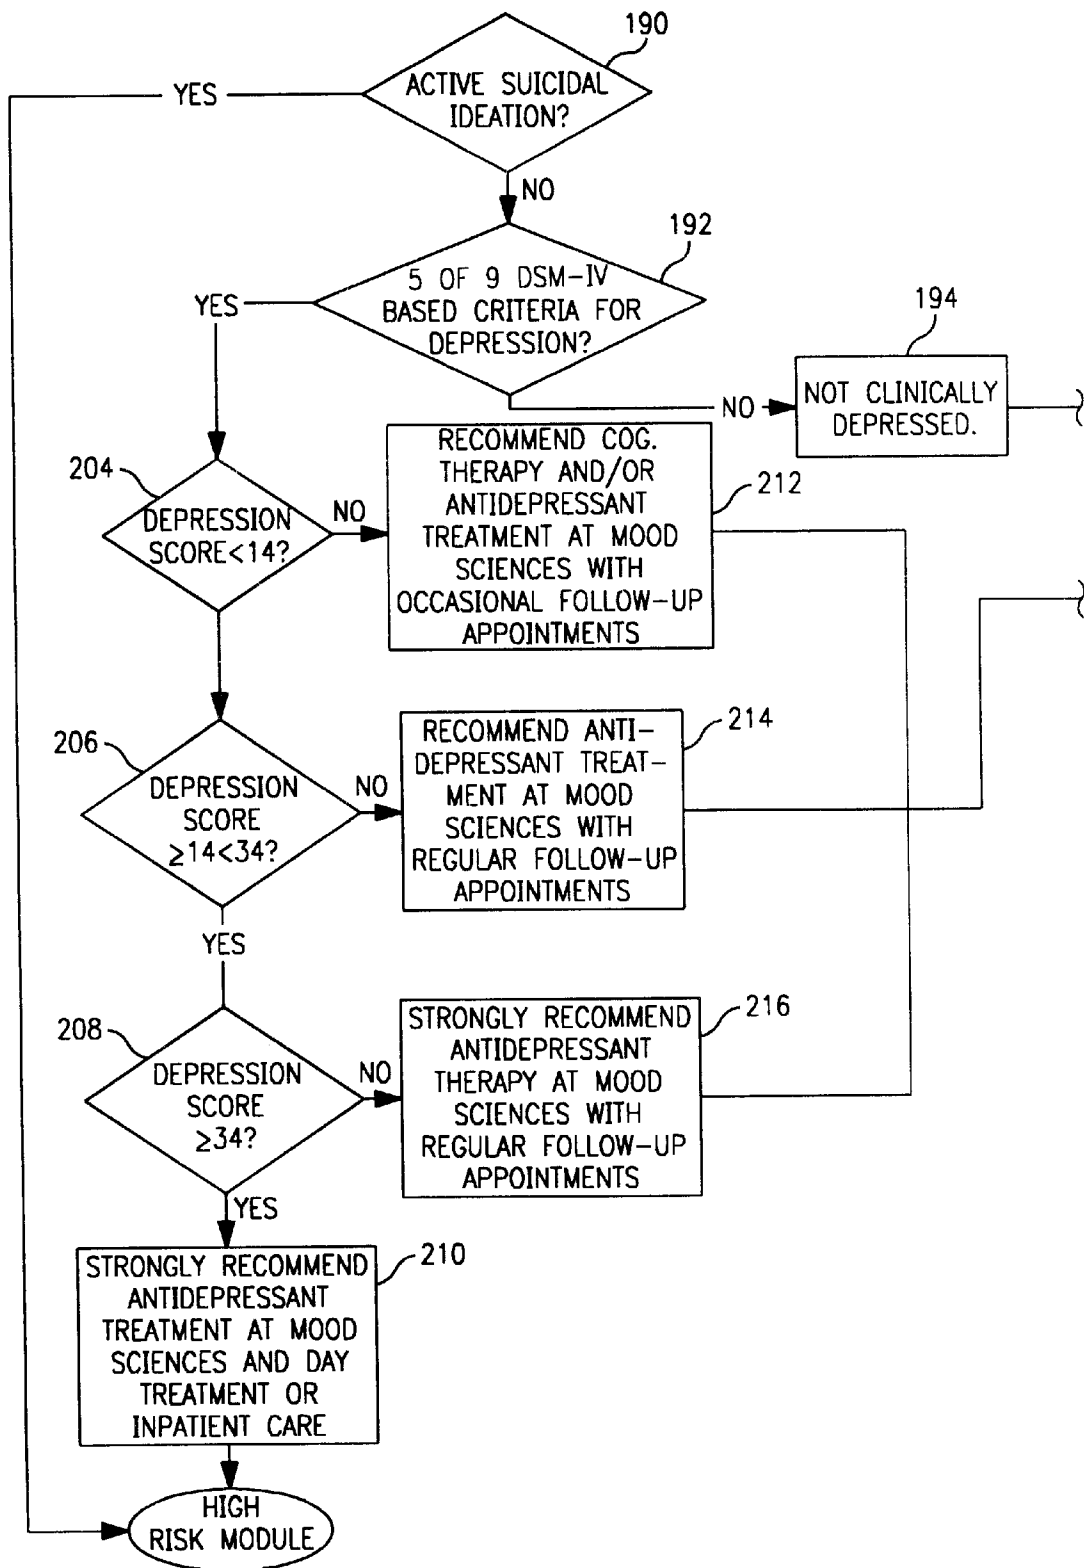 190
ACTIVE SUICIDAL
IDEATION?
YES
NO
192
5 OF 9 DSM-IV
BASED CRITERIA FOR
DEPRESSION?
YES
194
NO
NOT CLINICALLY
DEPRESSED.
204
DEPRESSION
SCORE<14?
NO
RECOMMEND COG.
THERAPY AND/OR
ANTIDEPRESSANT
TREATMENT AT MOOD
SCIENCES WITH
OCCASIONAL FOLLOW-UP
APPOINTMENTS
212
206
DEPRESSION
SCORE
≥14<34?
NO
RECOMMEND ANTI-
DEPRESSANT TREAT-
MENT AT MOOD
SCIENCES WITH
REGULAR FOLLOW-UP
APPOINTMENTS
214
YES
208
DEPRESSION
SCORE
≥34?
NO
STRONGLY RECOMMEND
ANTIDEPRESSANT
THERAPY AT MOOD
SCIENCES WITH
REGULAR FOLLOW-UP
APPOINTMENTS
216
YES
STRONGLY RECOMMEND
ANTIDEPRESSANT
TREATMENT AT MOOD
SCIENCES AND DAY
TREATMENT OR
INPATIENT CARE
210
HIGH
RISK MODULE